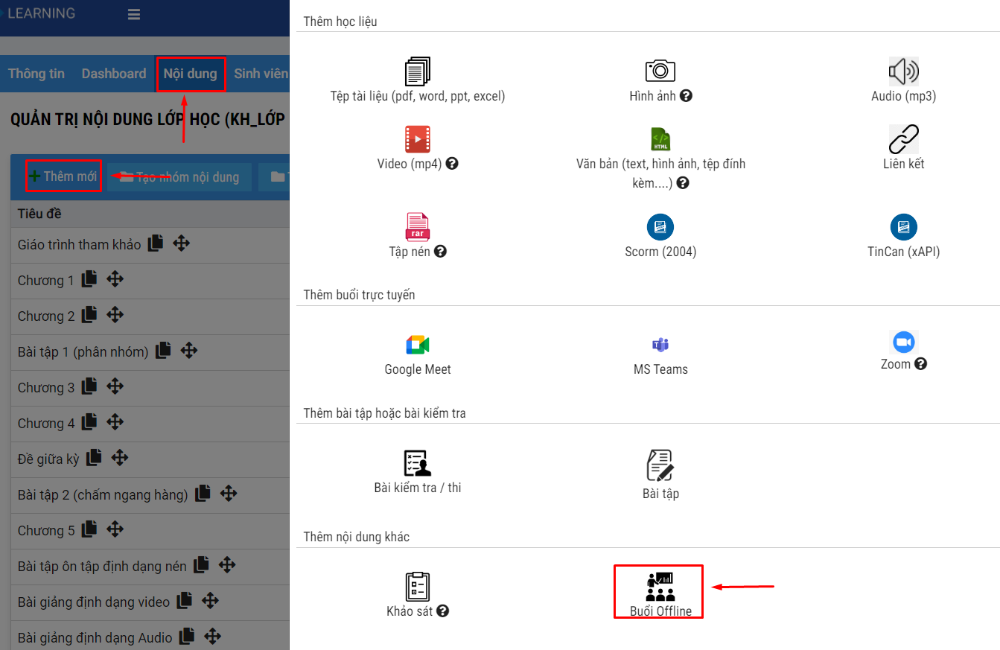 LEARNING
Thông tin Dashboard Nội dung Sinh viên
QUẢN TRỊ NỘI DUNG LỚP HỌC (KH_LỚP
Thêm mới Tạo nhóm nội dung
Tiêu đề
Giáo trình tham khảo
Chương 1
Chương 2
Bài tập 1 (phân nhóm)
Chương 3
Chương 4
Đề giữa kỳ
Bài tập 2 (chấm ngang hàng)
Chương 5
Bài tập ôn tập định dạng nén
Bài giảng định dạng video
Bài giảng định dạng Audio
Thêm học liệu
Tệp tài liệu (pdf, word, ppt, excel) Hình ảnh Audio (mp3)
HTML
Video (mp4) Văn bản (text, hình ảnh, tệp đính Liên kết
kèm....)
rar
Tập nén Scorm (2004) TinCan (xAPI)
Thêm buổi trực tuyến
Google Meet MS Teams Zoom
Thêm bài tập hoặc bài kiểm tra
Bài kiểm tra / thi Bài tập
Thêm nội dung khác
Khảo sát Buổi Offline